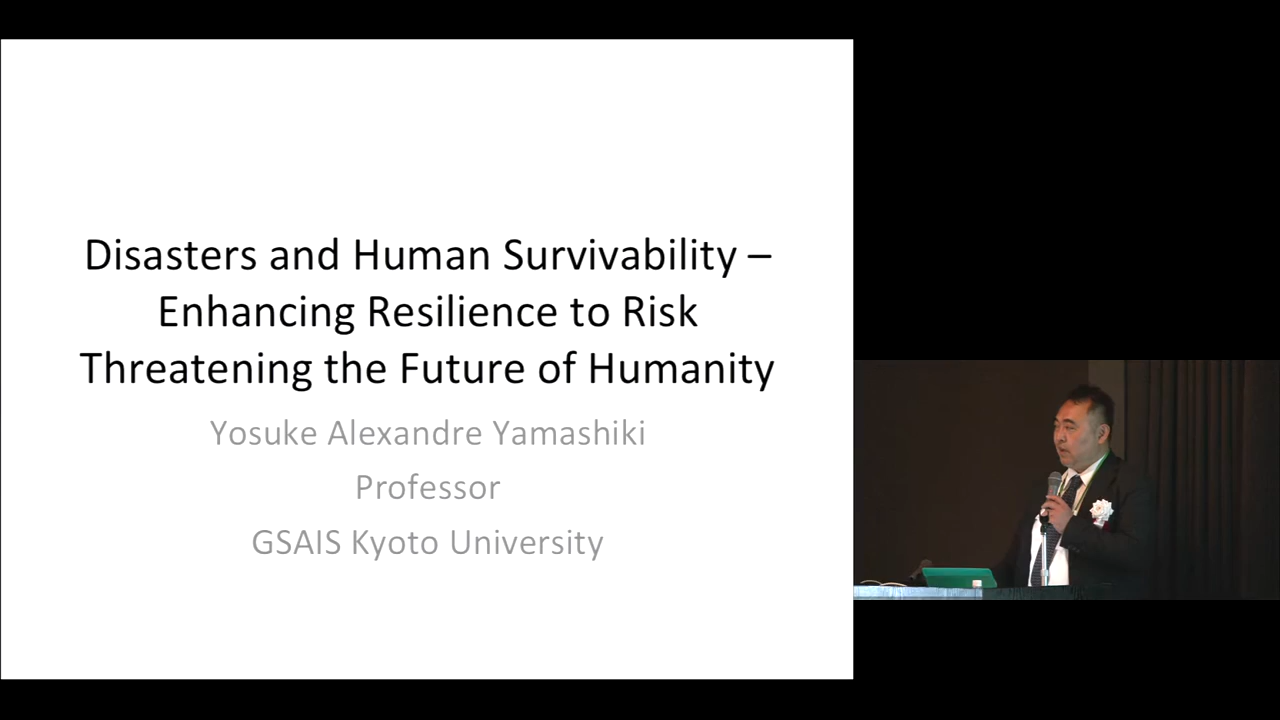 Disasters and Human Survivability –
Enhancing Resilience to Risk
Threatening the Future of Humanity
Yosuke Alexandre Yamashiki
Professor
GSAIS Kyoto University